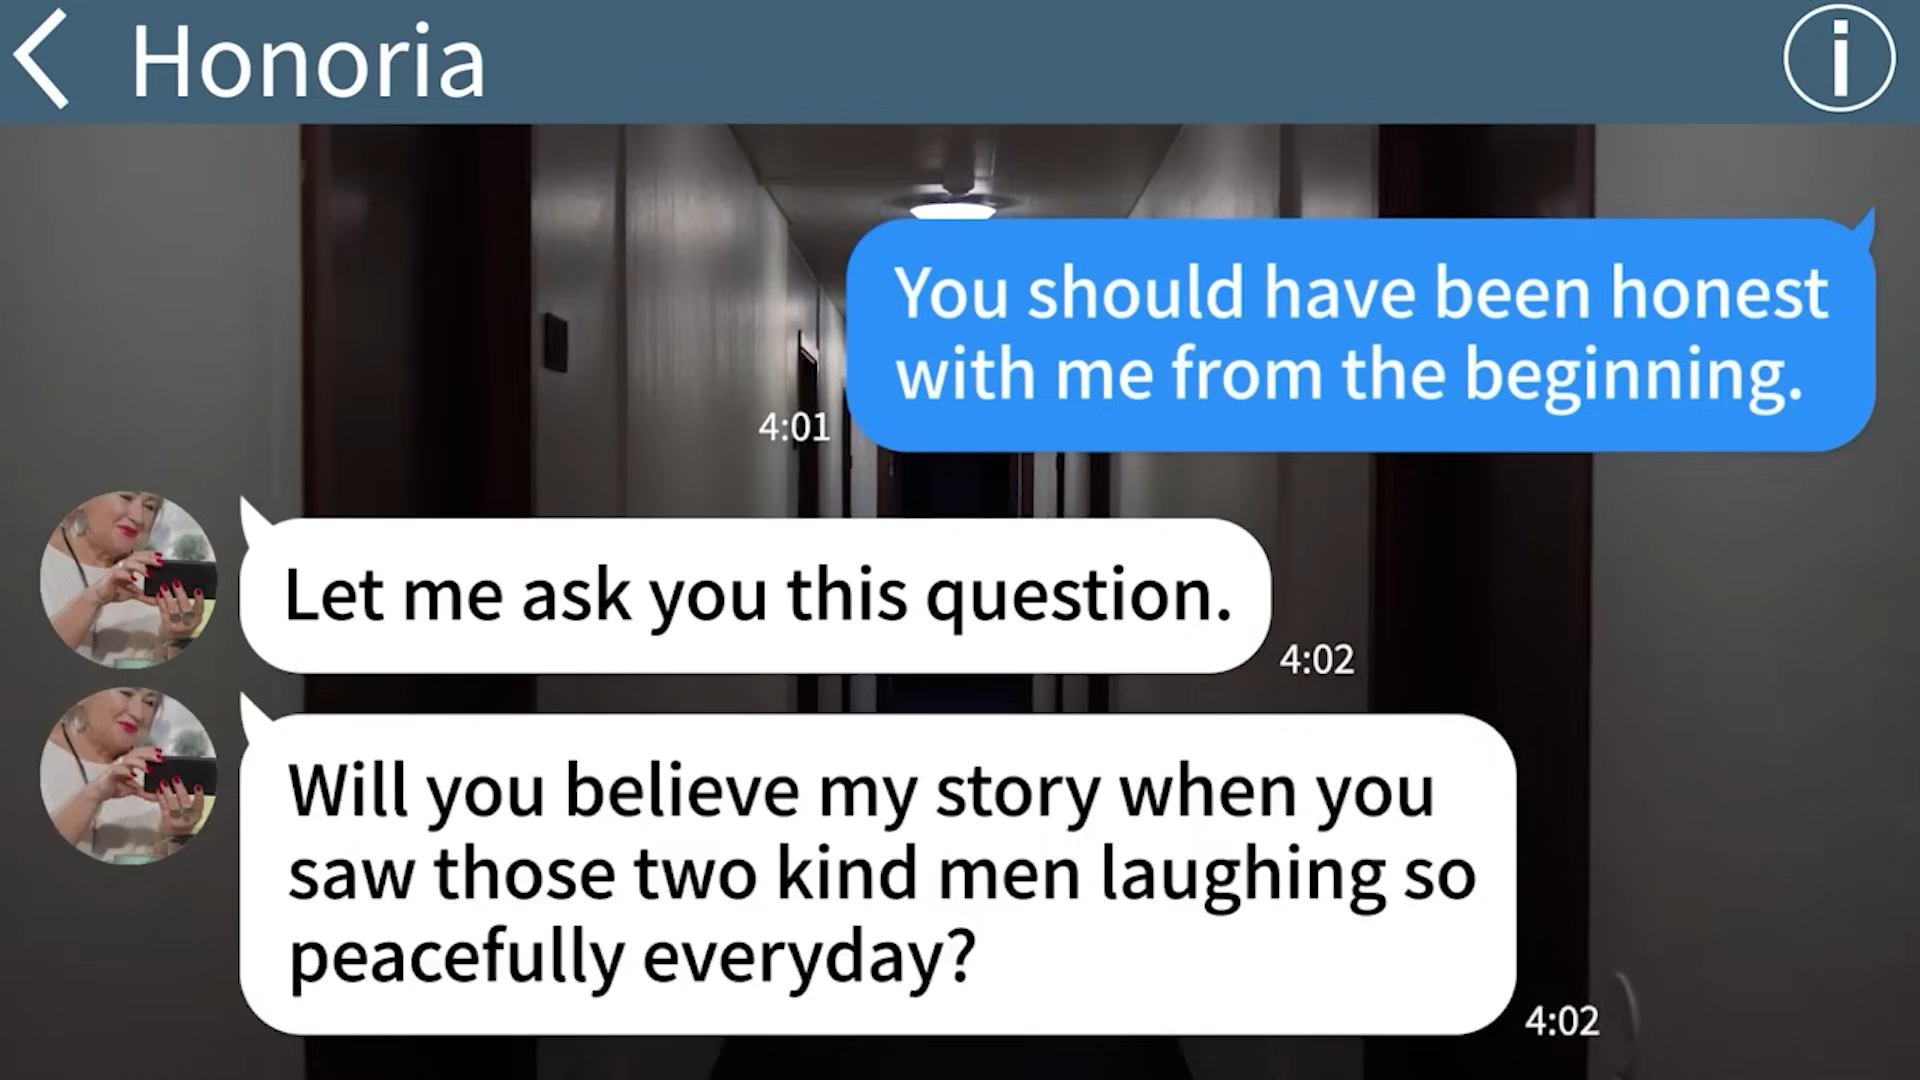 Honoria
You should have been honest
with me from the beginning.
4:01
Let me ask you this question.
4:02
Will you believe my story when you
saw those two kind men laughing so
peacefully everyday?
4:02